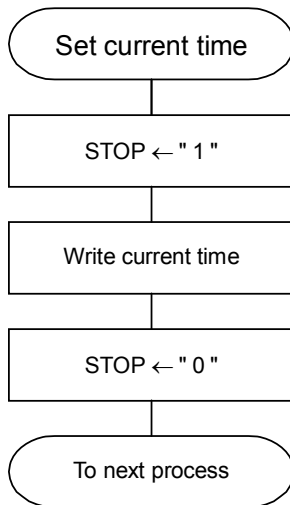 Set current time
STOP ← " 1 "
Write current time
STOP ← " 0 "
To next process